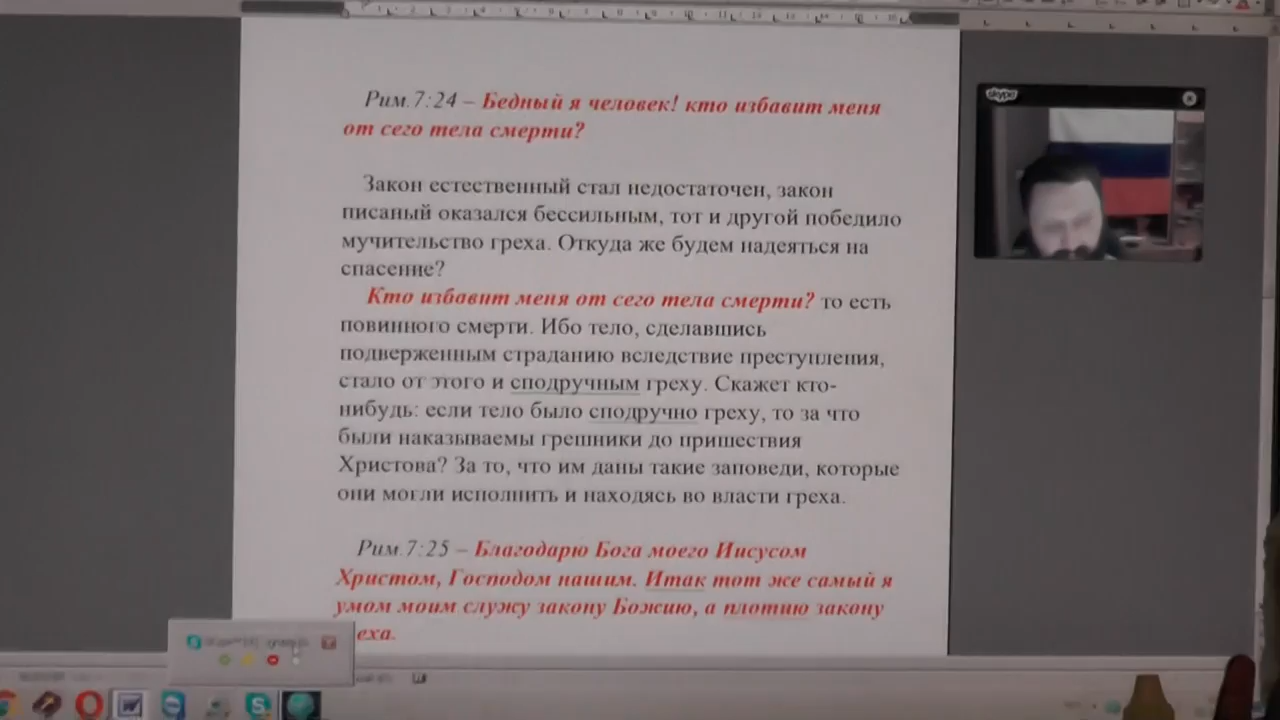 Рим.7:24 – Бедный я человек! кто избавит меня
от сего тела смерти?
skype
Закон естественный стал недостаточен, закон
писаный оказался бессильным, тот и другой победило
мучительство греха. Откуда же будем надеяться на
спасение?
Кто избавит меня от сего тела смерти? то есть
повинного смерти. Ибо тело, сделавшись
подверженным страданию вследствие преступления,
стало от этого и сподручным греху. Скажет кто-
нибудь: если тело было сподручно греху, то за что
были наказываемы грешники до пришествия
Христова? За то, что им даны такие заповеди, которые
они могли исполнить и находясь во власти греха.
Рим.7:25 – Благодарю Бога моего Иисусом
Христом, Господом нашим. Итак тот же самый я
умом моим служу закону Божию, а плотию закону
еха.